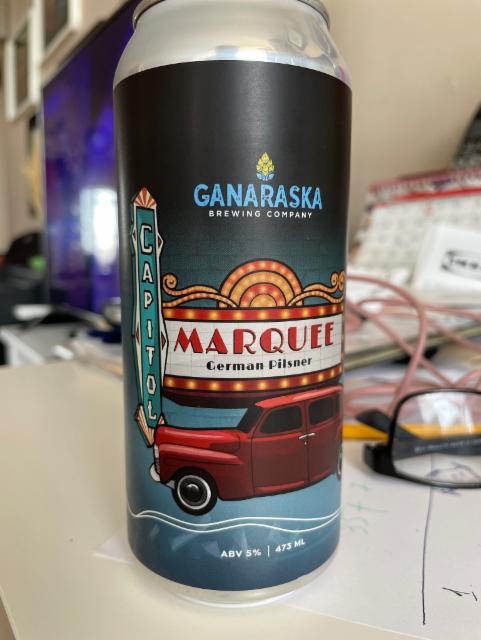 GANARASKA
BREWING COMPANY
CAPITOL
MARQUEE
German Pilsner
ABV 5% | 473 ML